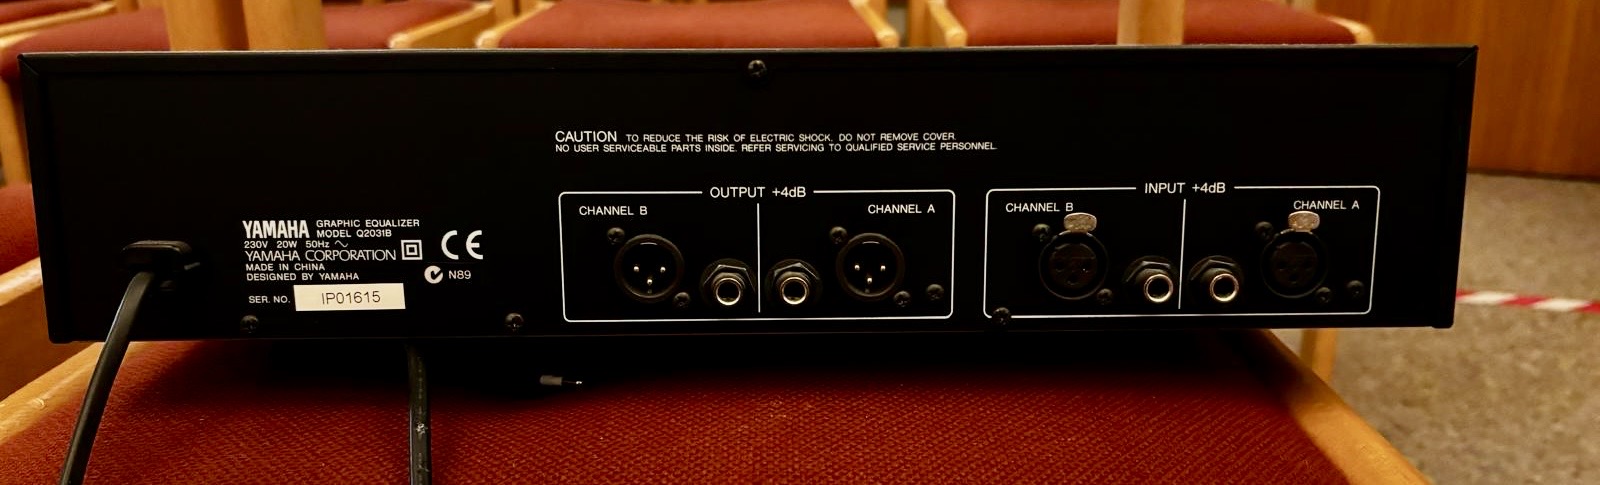 CAUTION TO REDUCE THE RISK OF ELECTRIC SHOCK, DO NOT REMOVE COVER.
NO USER SERVICEABLE PARTS INSIDE. REFER SERVICING TO QUALIFIED SERVICE PERSONNEL.
YAMAHA GRAPHIC EQUALIZER
MODEL Q2031B
230V 20W 50Hz ~
YAMAHA CORPORATION
MADE IN CHINA
DESIGNED BY YAMAHA
CE
N89
SER. NO. IP01615
OUTPUT +4dB
CHANNEL B
CHANNEL A
INPUT +4dB
CHANNEL B
CHANNEL A